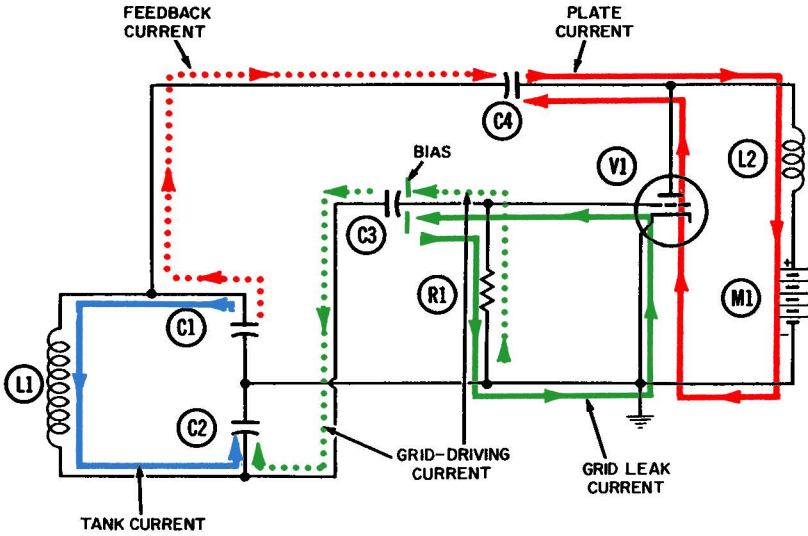 FEEDBACK
CURRENT
PLATE
CURRENT
C4
BIAS
V1
L2
C3
R1
M1
+
-
C1
L1
C2
GRID-DRIVING
CURRENT
GRID LEAK
CURRENT
TANK CURRENT